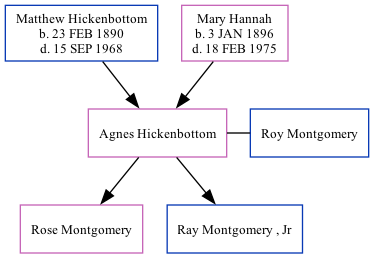 Matthew Hickenbottom
b. 23 FEB 1890
d. 15 SEP 1968
Mary Hannah
b. 3 JAN 1896
d. 18 FEB 1975
Agnes Hickenbottom
Roy Montgomery
Rose Montgomery
Ray Montgomery , Jr